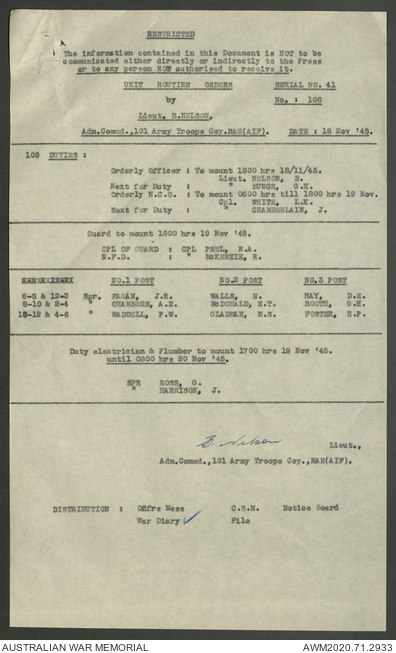 RESTRICTED
The information contained in this Document is NOT to be
communicated either directly or indirectly to the Press
or to any person NOT authorised to receive it.
UNIT ROUTINE ORDERS SERIAL NO. 41
by No. : 108
Lieut. B.NELSON,
Adm.Commd.,101 Army Troops Coy.RAE(AIF). DATE : 18 Nov '45.
108 DUTIES :
Orderly Officer : To mount 1800 hrs 18/11/45.
Lieut. NELSON, B.
Next for Duty : " BUNCH, G.H.
Orderly N.C.O. : To mount 0600 hrs till 1800 hrs 19 Nov.
Cpl. WHITE, L.K.
Next for Duty : " CHAMBERLAIN, J.
Guard to mount 1800 hrs 19 Nov '45.
CPL OF GUARD : CPL PEEL, N.A.
N.F.D. : " McKENZIE, R.
NO.1 POST NO.2 POST NO.3 POST
6-8 & 12-2 Spr. FAGAN, J.R. WALLS, E. HAY, D.E.
8-10 & 2-4 " CHAMBERS, A.E. McDONALD, R.T. BOOTH, G.H.
10-12 & 4-6 " WADDELL, P.W. GLADMAN, M.S. FOSTER, H.P.
Duty electrician & Plumber to mount 1700 hrs 19 Nov '45.
until 0800 hrs 20 Nov '45.
SPR ROSS, G.
" HARRISON, J.
B. Nelson Lieut.,
Adm.Commd.,101 Army Troops Coy.,RAE(AIF).
DISTRIBUTION : Offrs Mess C.S.M. Notice Board
War Diary ✓ File
AUSTRALIAN WAR MEMORIAL AWM2020.71.2933